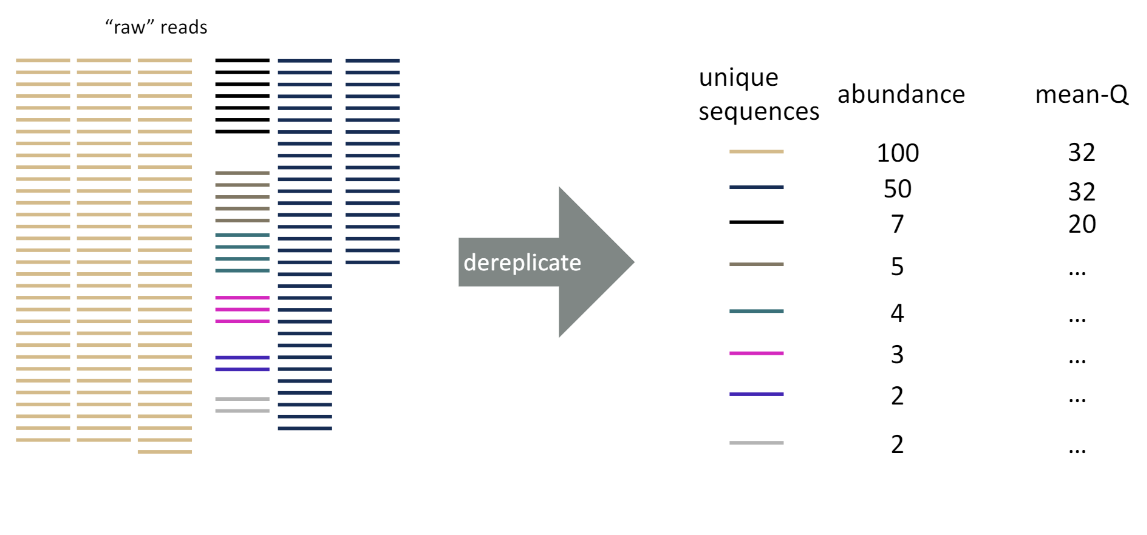 “raw” reads
dereplicate
unique
sequences
abundance
mean-Q
100
32
50
32
7
20
5
...
4
...
3
...
2
...
2
...